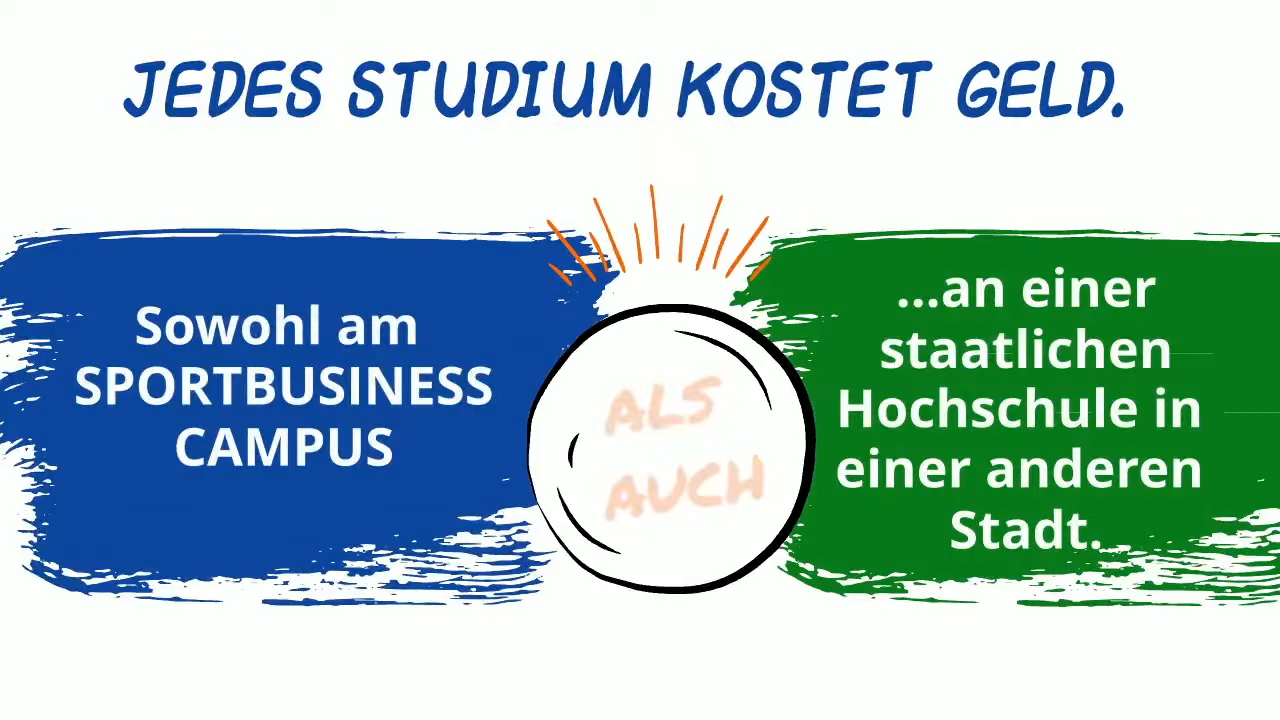 JEDES STUDIUM KOSTET GELD.
Sowohl am
SPORTBUSINESS
CAMPUS
ALS
AUCH
...an einer
staatlichen
Hochschule in
einer anderen
Stadt.